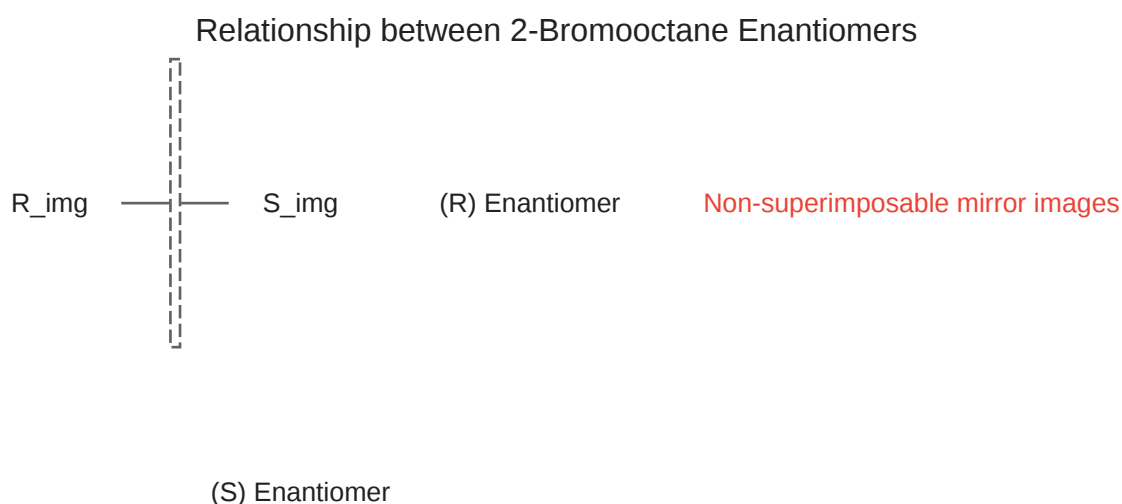 Relationship between 2-Bromooctane Enantiomers
R_img S_img (R) Enantiomer Non-superimposable mirror images
(S) Enantiomer